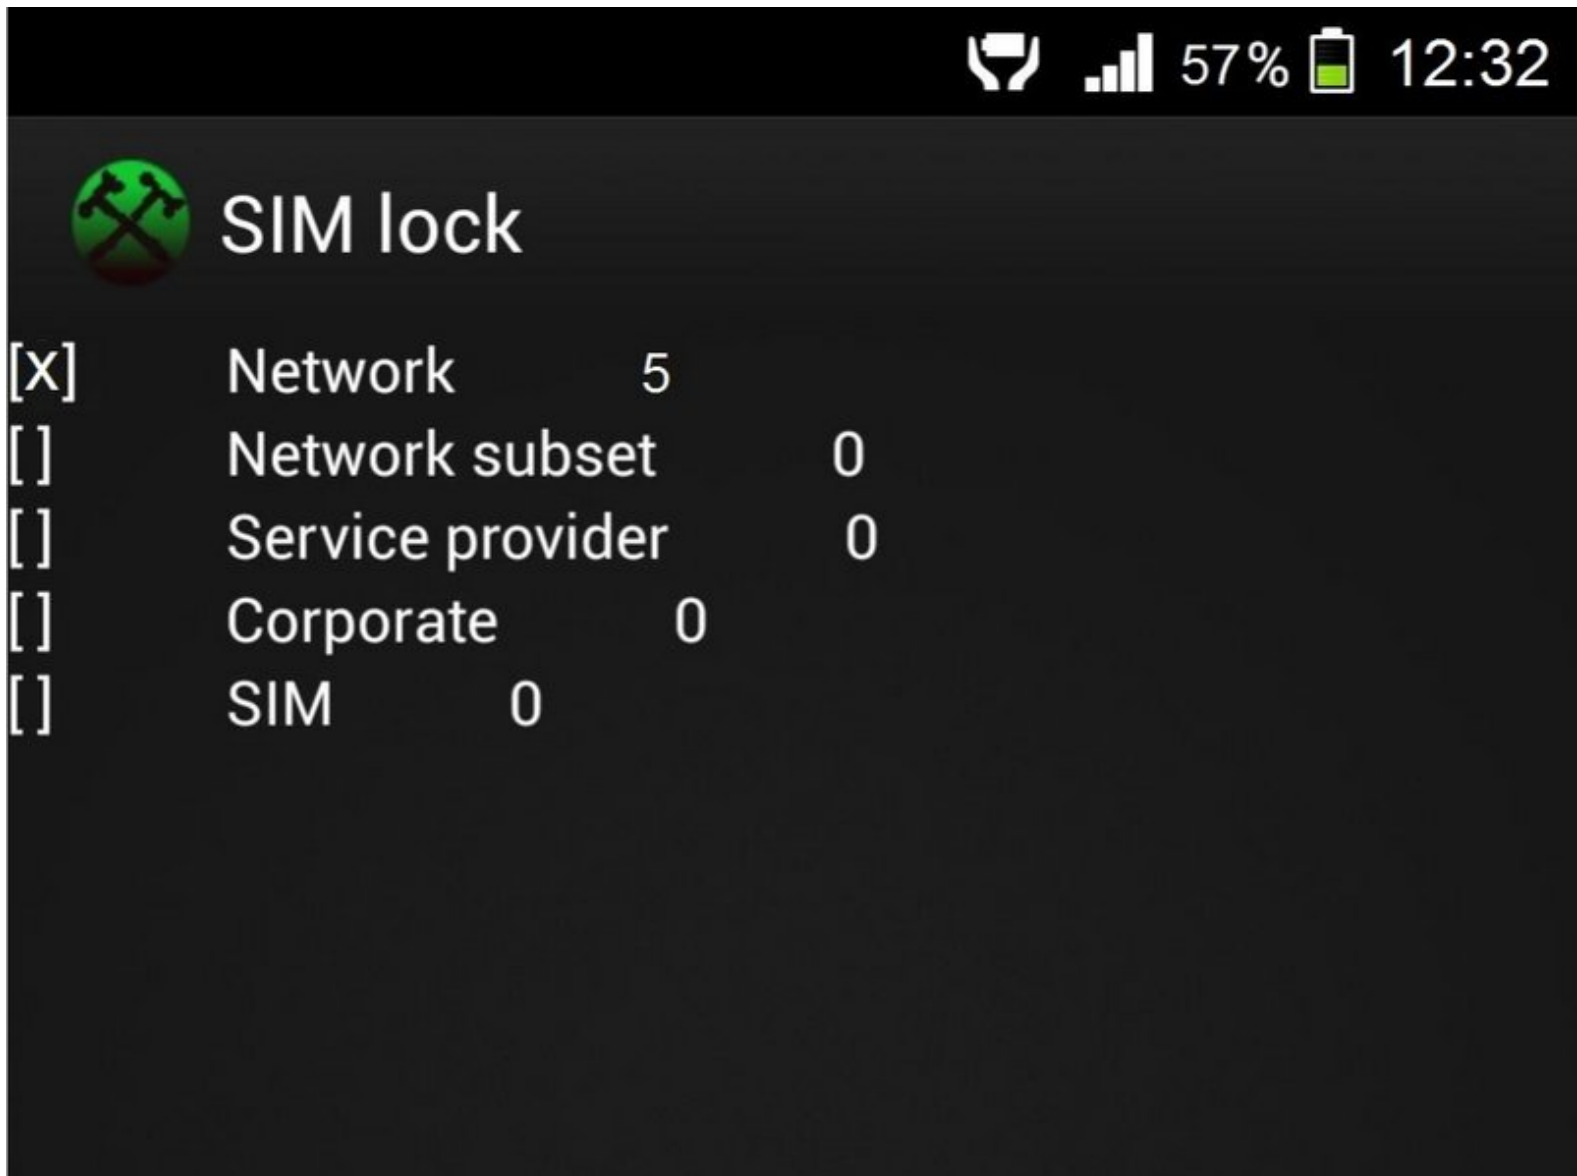 57% 12:32
SIM lock
[x] Network 5
[ ] Network subset 0
[ ] Service provider 0
[ ] Corporate 0
[ ] SIM 0